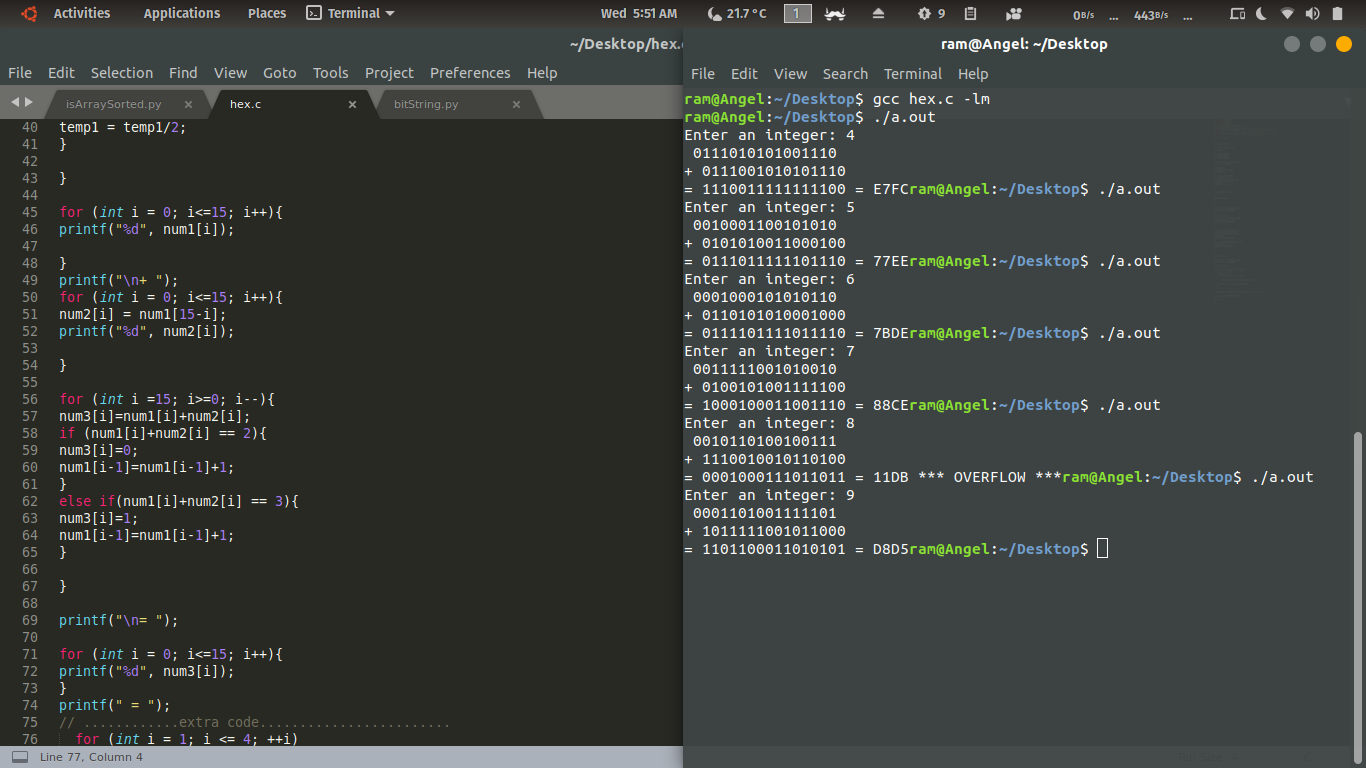 Activities Applications Places Terminal Wed 5:51 AM 21.7°C 1 9 0B/s ... 443B/s ...
~/Desktop/hex.c
File Edit Selection Find View Goto Tools Project Preferences Help
isArraySorted.py × hex.c × bitString.py ×
40 temp1 = temp1/2;
41 }
42
43 }
44
45 for (int i = 0; i<=15; i++){
46 printf("%d", num1[i]);
47
48 }
49 printf("\n+ ");
50 for (int i = 0; i<=15; i++){
51 num2[i] = num1[15-i];
52 printf("%d", num2[i]);
53
54 }
55
56 for (int i =15; i>=0; i--){
57 num3[i]=num1[i]+num2[i];
58 if (num1[i]+num2[i] == 2){
59 num3[i]=0;
60 num1[i-1]=num1[i-1]+1;
61 }
62 else if(num1[i]+num2[i] == 3){
63 num3[i]=1;
64 num1[i-1]=num1[i-1]+1;
65 }
66
67 }
68
69 printf("\n= ");
70
71 for (int i = 0; i<=15; i++){
72 printf("%d", num3[i]);
73 }
74 printf(" = ");
75 // ............extra code........................
76 for (int i = 1; i <= 4; ++i)
Line 77, Column 4
ram@Angel: ~/Desktop
File Edit View Search Terminal Help
ram@Angel:~/Desktop$ gcc hex.c -lm
ram@Angel:~/Desktop$ ./a.out
Enter an integer: 4
0111010101001110
+ 0111001010101110
= 1110011111111100 = E7FCram@Angel:~/Desktop$ ./a.out
Enter an integer: 5
0010001100101010
+ 0101010011000100
= 0111011111101110 = 77EEram@Angel:~/Desktop$ ./a.out
Enter an integer: 6
0001000101010110
+ 0110101010001000
= 0111101111011110 = 7BDEram@Angel:~/Desktop$ ./a.out
Enter an integer: 7
0011111001010010
+ 0100101001111100
= 1000100011001110 = 88CEram@Angel:~/Desktop$ ./a.out
Enter an integer: 8
0010110100100111
+ 1110010010110100
= 0001000111011011 = 11DB *** OVERFLOW ***ram@Angel:~/Desktop$ ./a.out
Enter an integer: 9
0001101001111101
+ 1011111001011000
= 1101100011010101 = D8D5ram@Angel:~/Desktop$